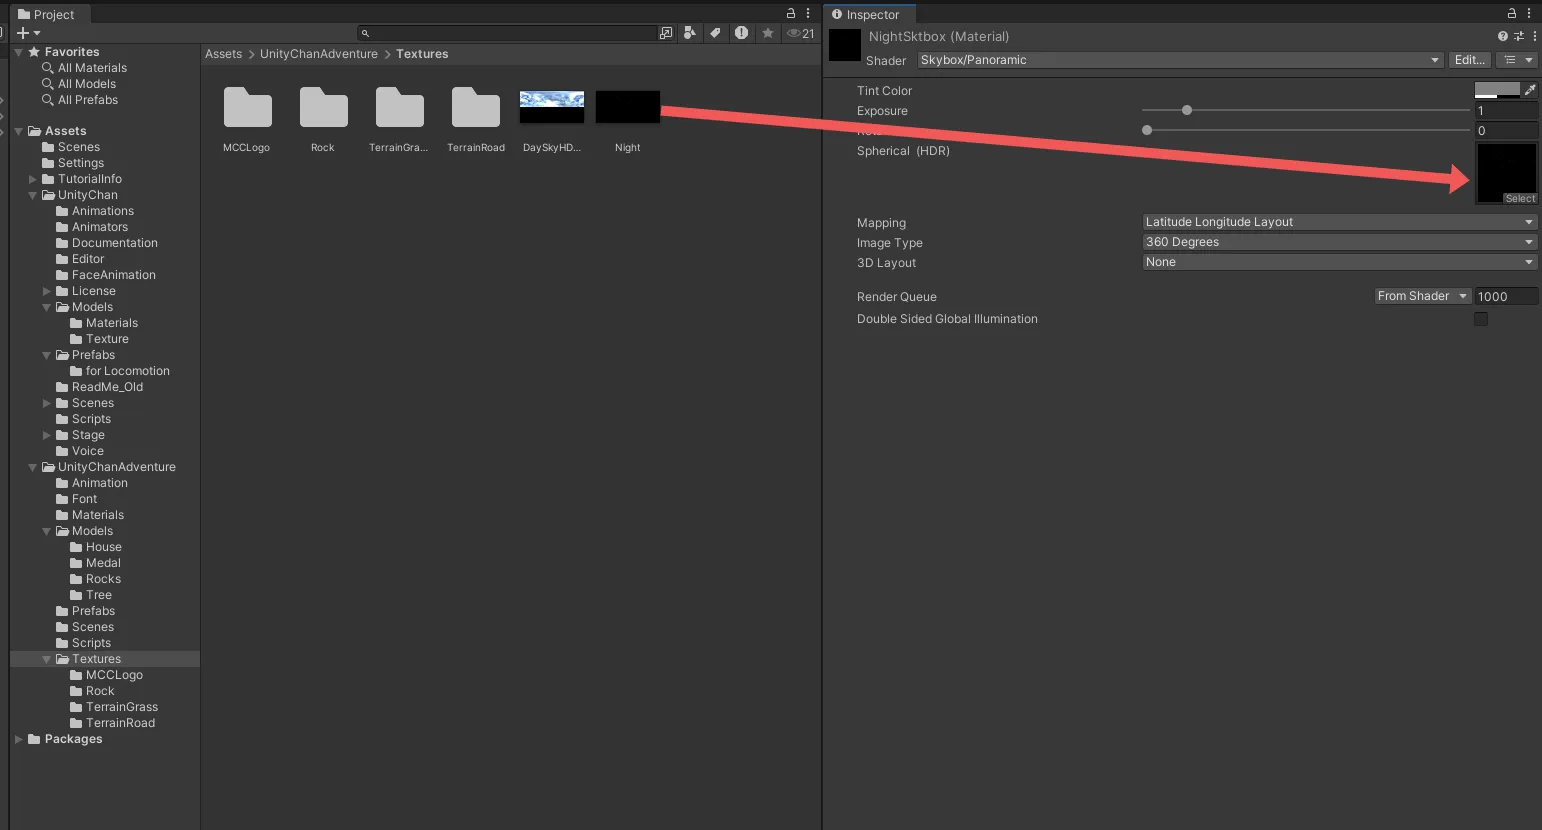 Project
21
Favorites
All Materials
All Models
All Prefabs
Assets
Scenes
Settings
TutorialInfo
UnityChan
Animations
Animators
Documentation
Editor
FaceAnimation
License
Models
Materials
Texture
Prefabs
for Locomotion
ReadMe_Old
Scenes
Scripts
Stage
Voice
UnityChanAdventure
Animation
Font
Materials
Models
House
Medal
Rocks
Tree
Prefabs
Scenes
Scripts
Textures
MCCLogo
Rock
TerrainGrass
TerrainRoad
Packages
Assets > UnityChanAdventure > Textures
MCCLogo Rock TerrainGra... TerrainRoad DaySkyHD... Night
Inspector
NightSktbox (Material)
Shader Skybox/Panoramic Edit...
Tint Color
Exposure 1
0
Spherical (HDR)
Select
Mapping Latitude Longitude Layout
Image Type 360 Degrees
3D Layout None
Render Queue From Shader 1000
Double Sided Global Illumination